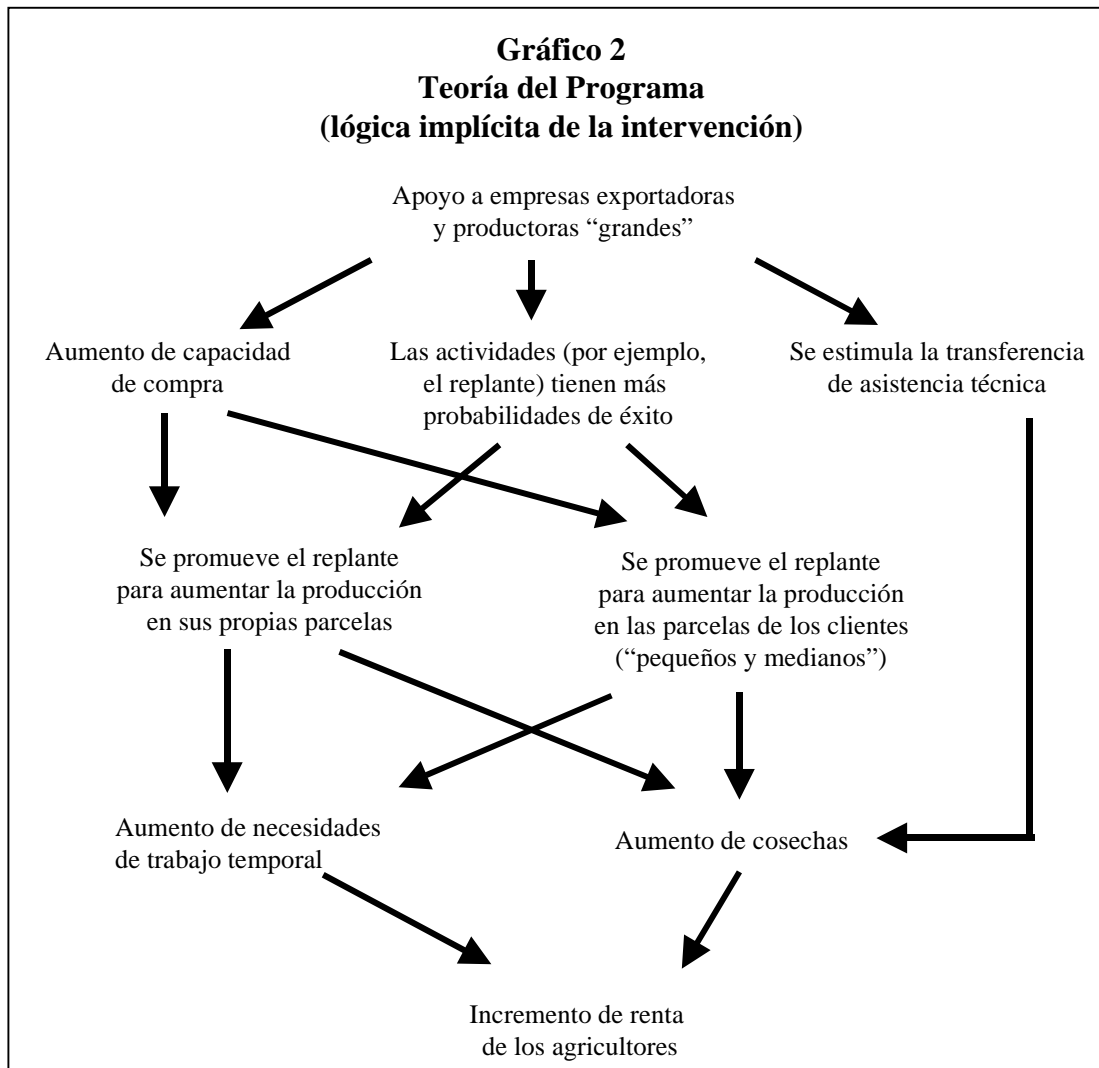 Gráfico 2
Teoría del Programa
(lógica implícita de la intervención)
Apoyo a empresas exportadoras
y productoras “grandes”
Aumento de capacidad
de compra
Las actividades (por ejemplo,
el replante) tienen más
probabilidades de éxito
Se estimula la transferencia
de asistencia técnica
Se promueve el replante
para aumentar la producción
en sus propias parcelas
Se promueve el replante
para aumentar la producción
en las parcelas de los clientes
(“pequeños y medianos”)
Aumento de necesidades
de trabajo temporal
Aumento de cosechas
Incremento de renta
de los agricultores